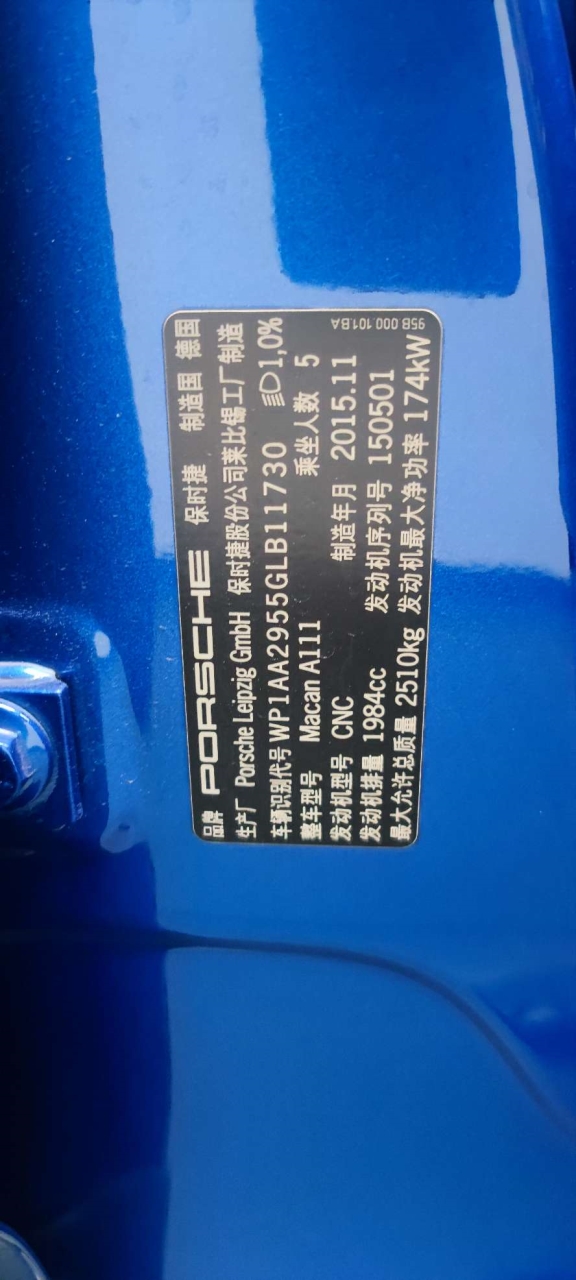 品牌 PORSCHE 保时捷 制造国 德国
生产厂 Porsche Leipzig GmbH 保时捷股份公司莱比锡工厂制造
车辆识别代号 WP1AA2955GLB11730 1,0%
整车型号 Macan A111 乘坐人数 5
发动机型号 CNC 制造年月 2015.11
发动机排量 1984cc 发动机序列号 150501
最大允许总质量 2510kg 发动机最大净功率 174kW
95B.000.101.BA